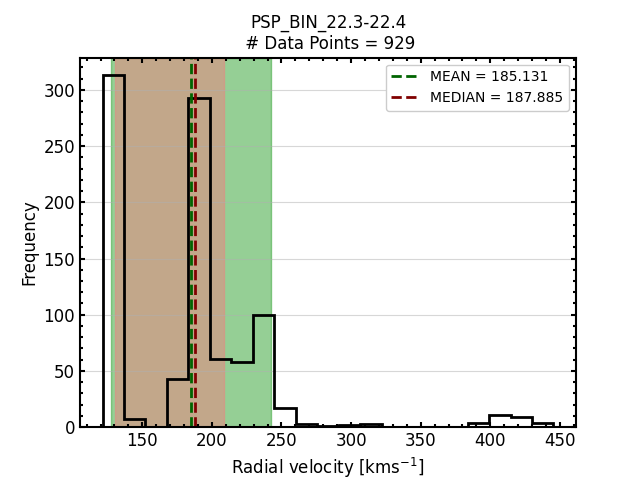 PSP_BIN_22.3-22.4
# Data Points = 929
MEAN = 185.131
MEDIAN = 187.885
Frequency
300
250
200
150
100
50
0
150 200 250 300 350 400 450
Radial velocity [kms⁻¹]